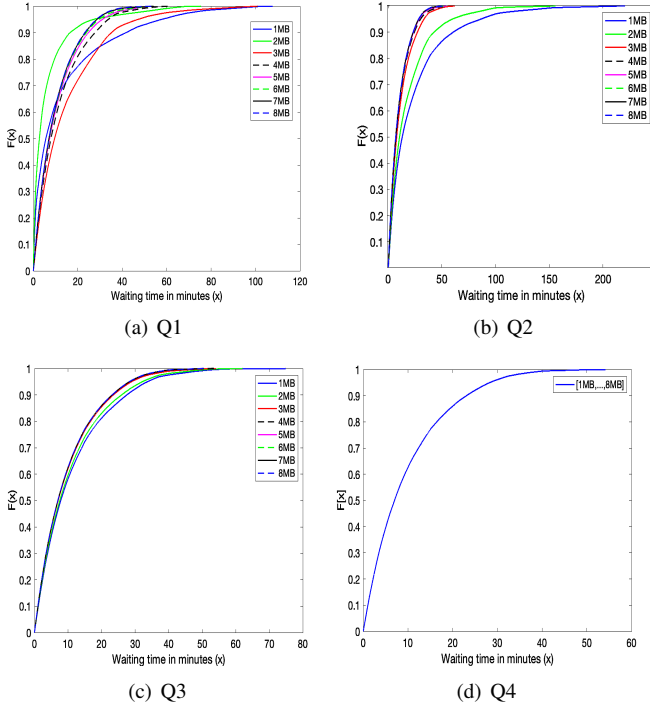 1
0.9
0.8
0.7
0.6
0.5
0.4
0.3
0.2
0.1
0
F(x)
0 20 40 60 80 100 120
Waiting time in minutes (x)
1MB
2MB
3MB
4MB
5MB
6MB
7MB
8MB
(a) Q1
1
0.9
0.8
0.7
0.6
0.5
0.4
0.3
0.2
0.1
F(x)
0 50 100 150 200
Waiting time in minutes (x)
1MB
2MB
3MB
4MB
5MB
6MB
7MB
8MB
(b) Q2
1
0.9
0.8
0.7
0.6
0.5
0.4
0.3
0.2
0.1
0
F(x)
0 10 20 30 40 50 60 70 80
Waiting time in minutes (x)
1MB
2MB
3MB
4MB
5MB
6MB
7MB
8MB
(c) Q3
1
0.9
0.8
0.7
0.6
0.5
0.4
0.3
0.2
0.1
0
F[x]
0 10 20 30 40 50 60
Waiting time in minutes (x)
[1MB,...,8MB]
(d) Q4